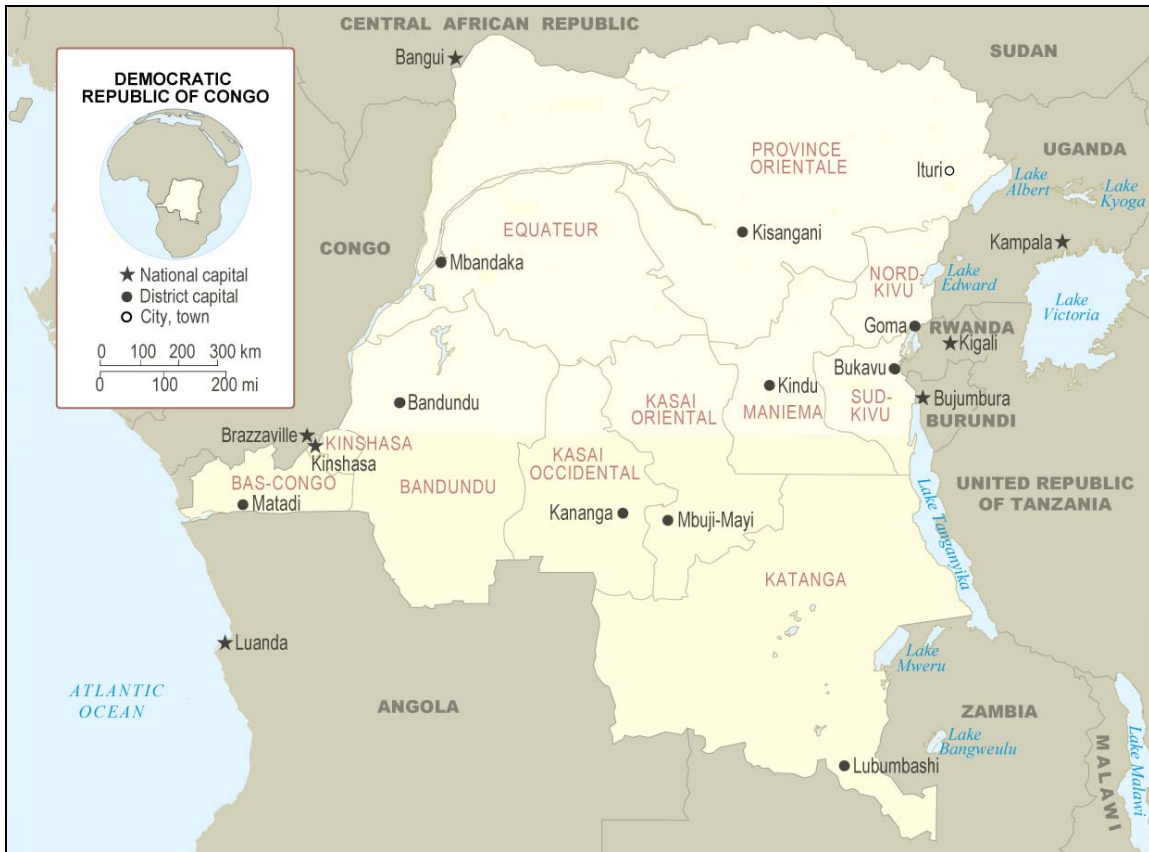 CENTRAL AFRICAN REPUBLIC
Bangui
SUDAN
DEMOCRATIC
REPUBLIC OF CONGO
National capital
District capital
City, town
0 100 200 300 km
0 100 200 mi
PROVINCE
ORIENTALE
Ituri
UGANDA
Lake
Albert
Lake
Kyoga
EQUATEUR
Kisangani
CONGO
Mbandaka
Kampala
NORD-
KIVU
Lake
Edward
Lake
Victoria
Goma
RWANDA
Kigali
Bukavu
Kindu
MANIEMA
SUD-
KIVU
Bujumbura
BURUNDI
Bandundu
KASAI
ORIENTAL
Brazzaville
KINSHASA
Kinshasa
KASAI
OCCIDENTAL
BAS-CONGO
Matadi
BANDUNDU
Kananga
Mbuji-Mayi
UNITED REPUBLIC
OF TANZANIA
Lake Tanganyika
KATANGA
Luanda
Lake
Mweru
ATLANTIC
OCEAN
ANGOLA
ZAMBIA
Lake
Bangweulu
Lubumbashi
MALAWI
Lake Malawi